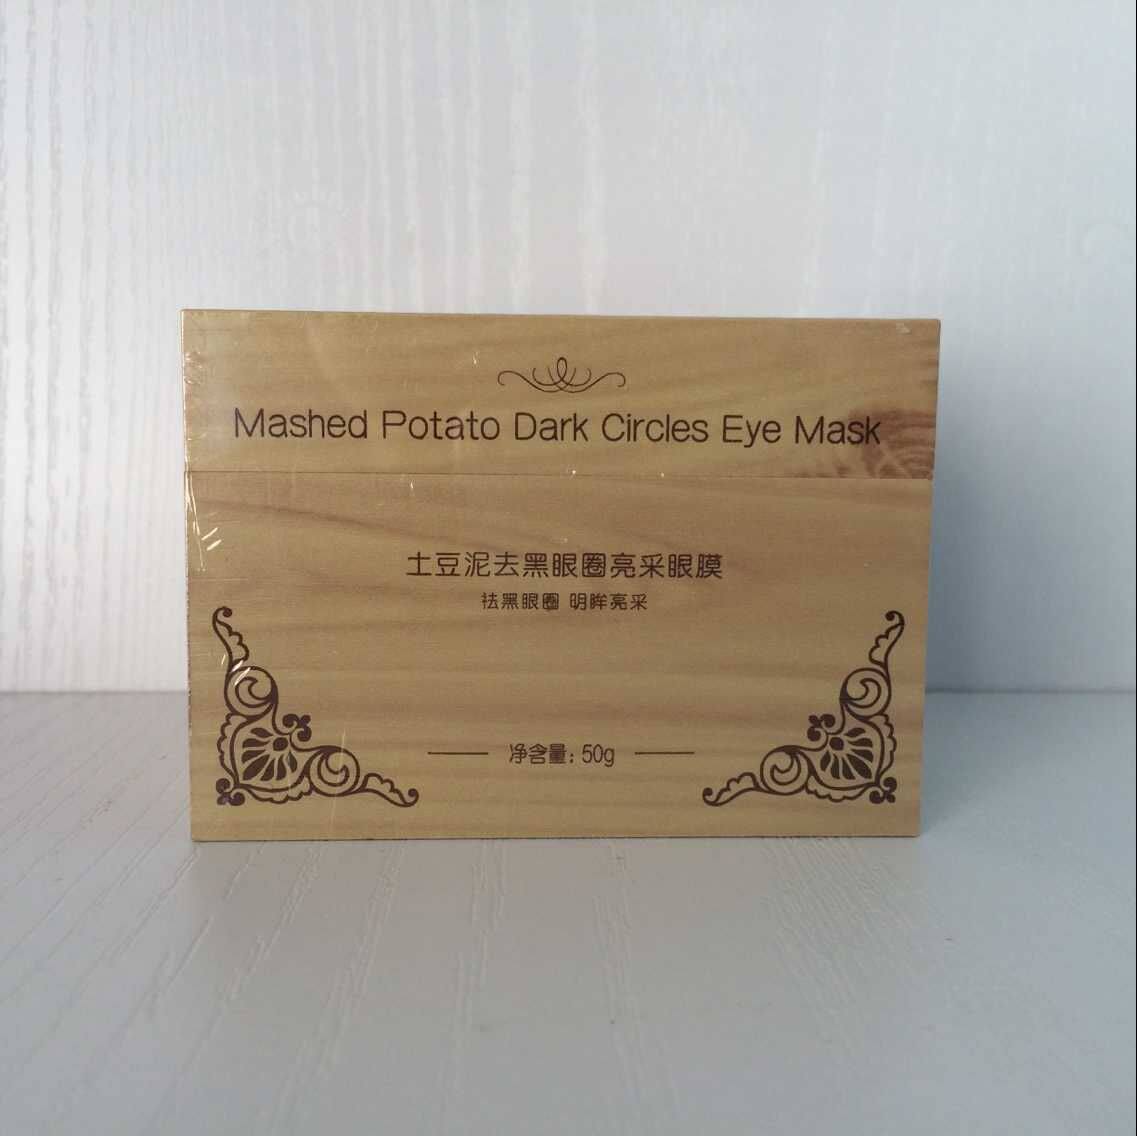 Mashed Potato Dark Circles Eye Mask
土豆泥去黑眼圈亮采眼膜
祛黑眼圈 明眸亮采
净含量: 50g